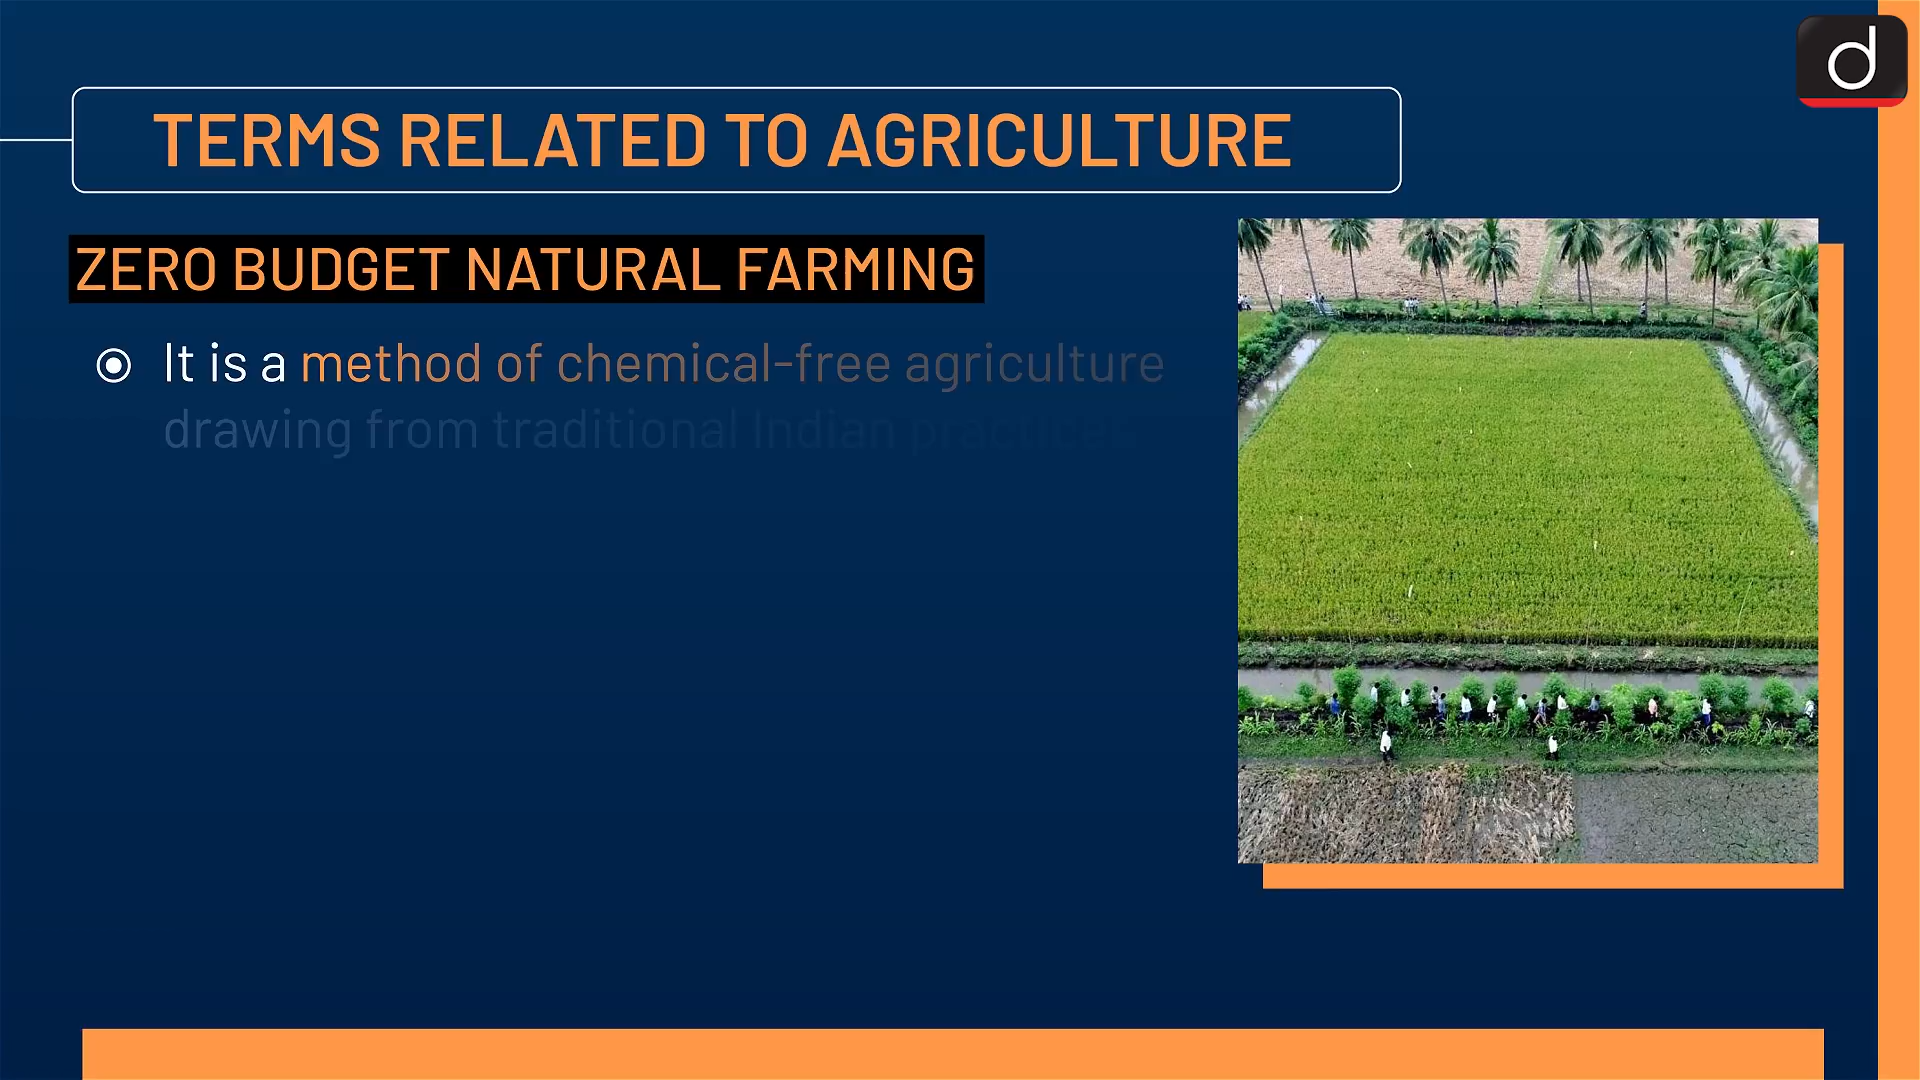 d
TERMS RELATED TO AGRICULTURE
ZERO BUDGET NATURAL FARMING
It is a method of chemical-free agriculture
drawing from traditional Indian practices